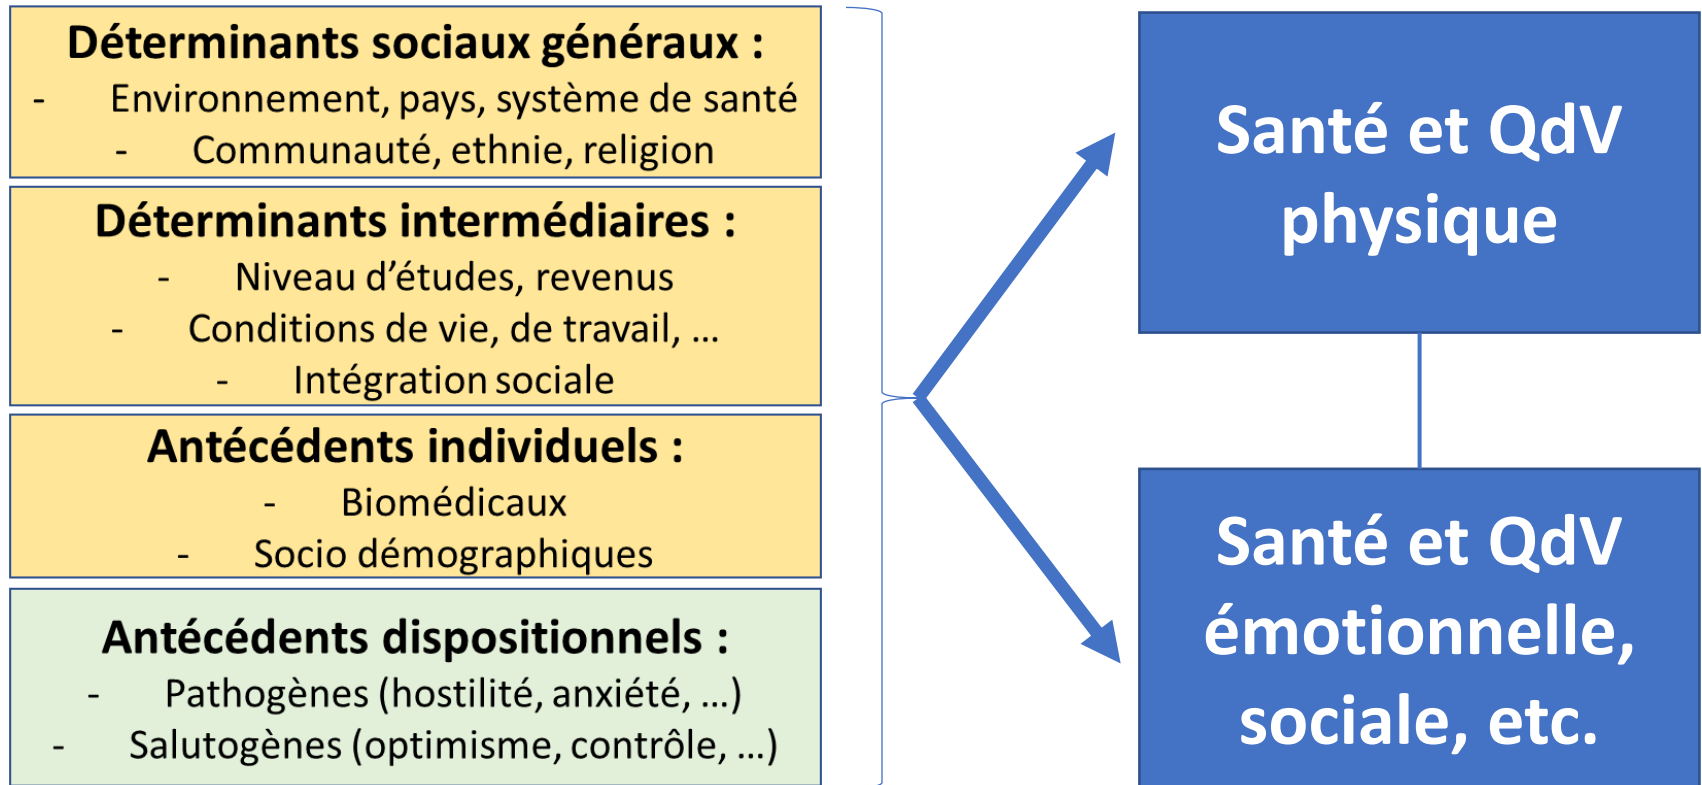 Déterminants sociaux généraux :
- Environnement, pays, système de santé
- Communauté, ethnie, religion
Déterminants intermédiaires :
- Niveau d’études, revenus
- Conditions de vie, de travail, …
- Intégration sociale
Antécédents individuels :
- Biomédicaux
- Socio démographiques
Antécédents dispositionnels :
- Pathogènes (hostilité, anxiété, …)
- Salutogènes (optimisme, contrôle, …)
Santé et QdV
physique
Santé et QdV
émotionnelle,
sociale, etc.